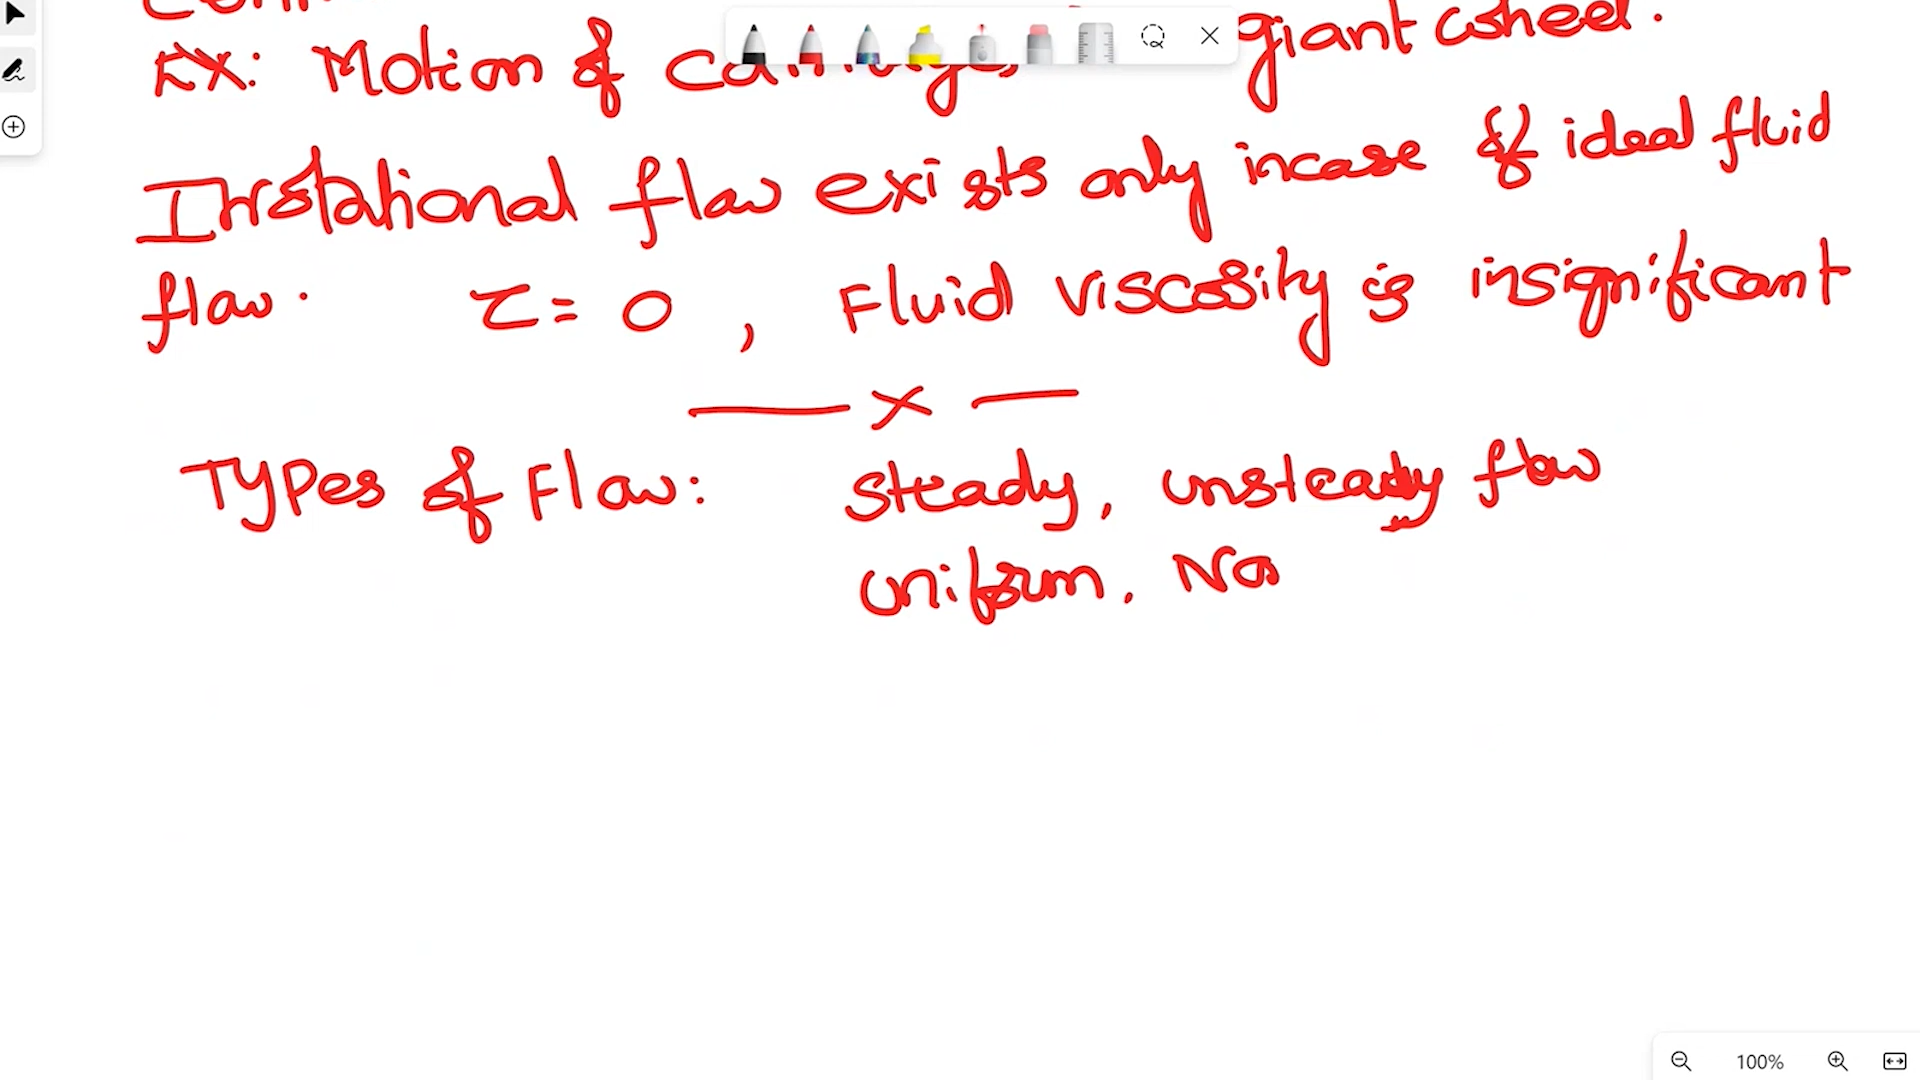 EX: Motion of giant wheel.
Irrotational flow exists only incase of ideal fluid
flow. τ = 0 , Fluid viscosity is insignificant
—— x ——
Types of Flow: steady, unsteady flow
uniform, No
100%